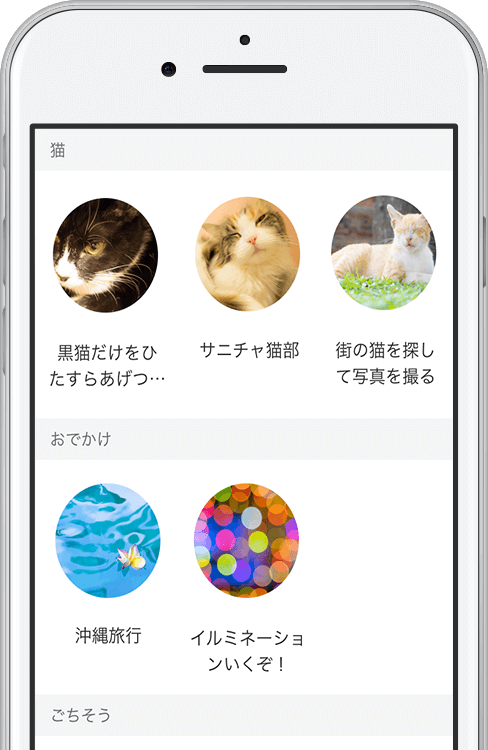 猫
黒猫だけをひ
たすらあげつ…
サニチャ猫部
街の猫を探し
て写真を撮る
おでかけ
沖縄旅行
イルミネーショ
ンいくぞ！
ごちそう